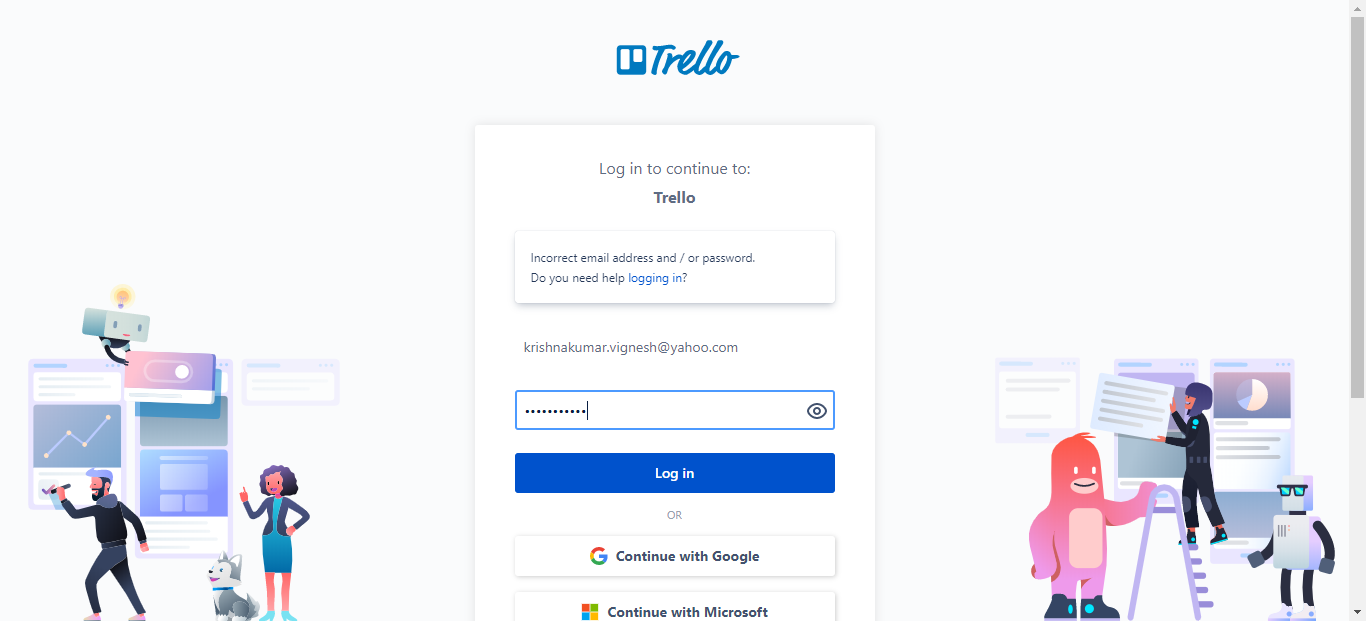 Trello
Log in to continue to:
Trello
Incorrect email address and / or password.
Do you need help logging in?
krishnakumar.vignesh@yahoo.com
•••••••••••
Log in
OR
Continue with Google
Continue with Microsoft